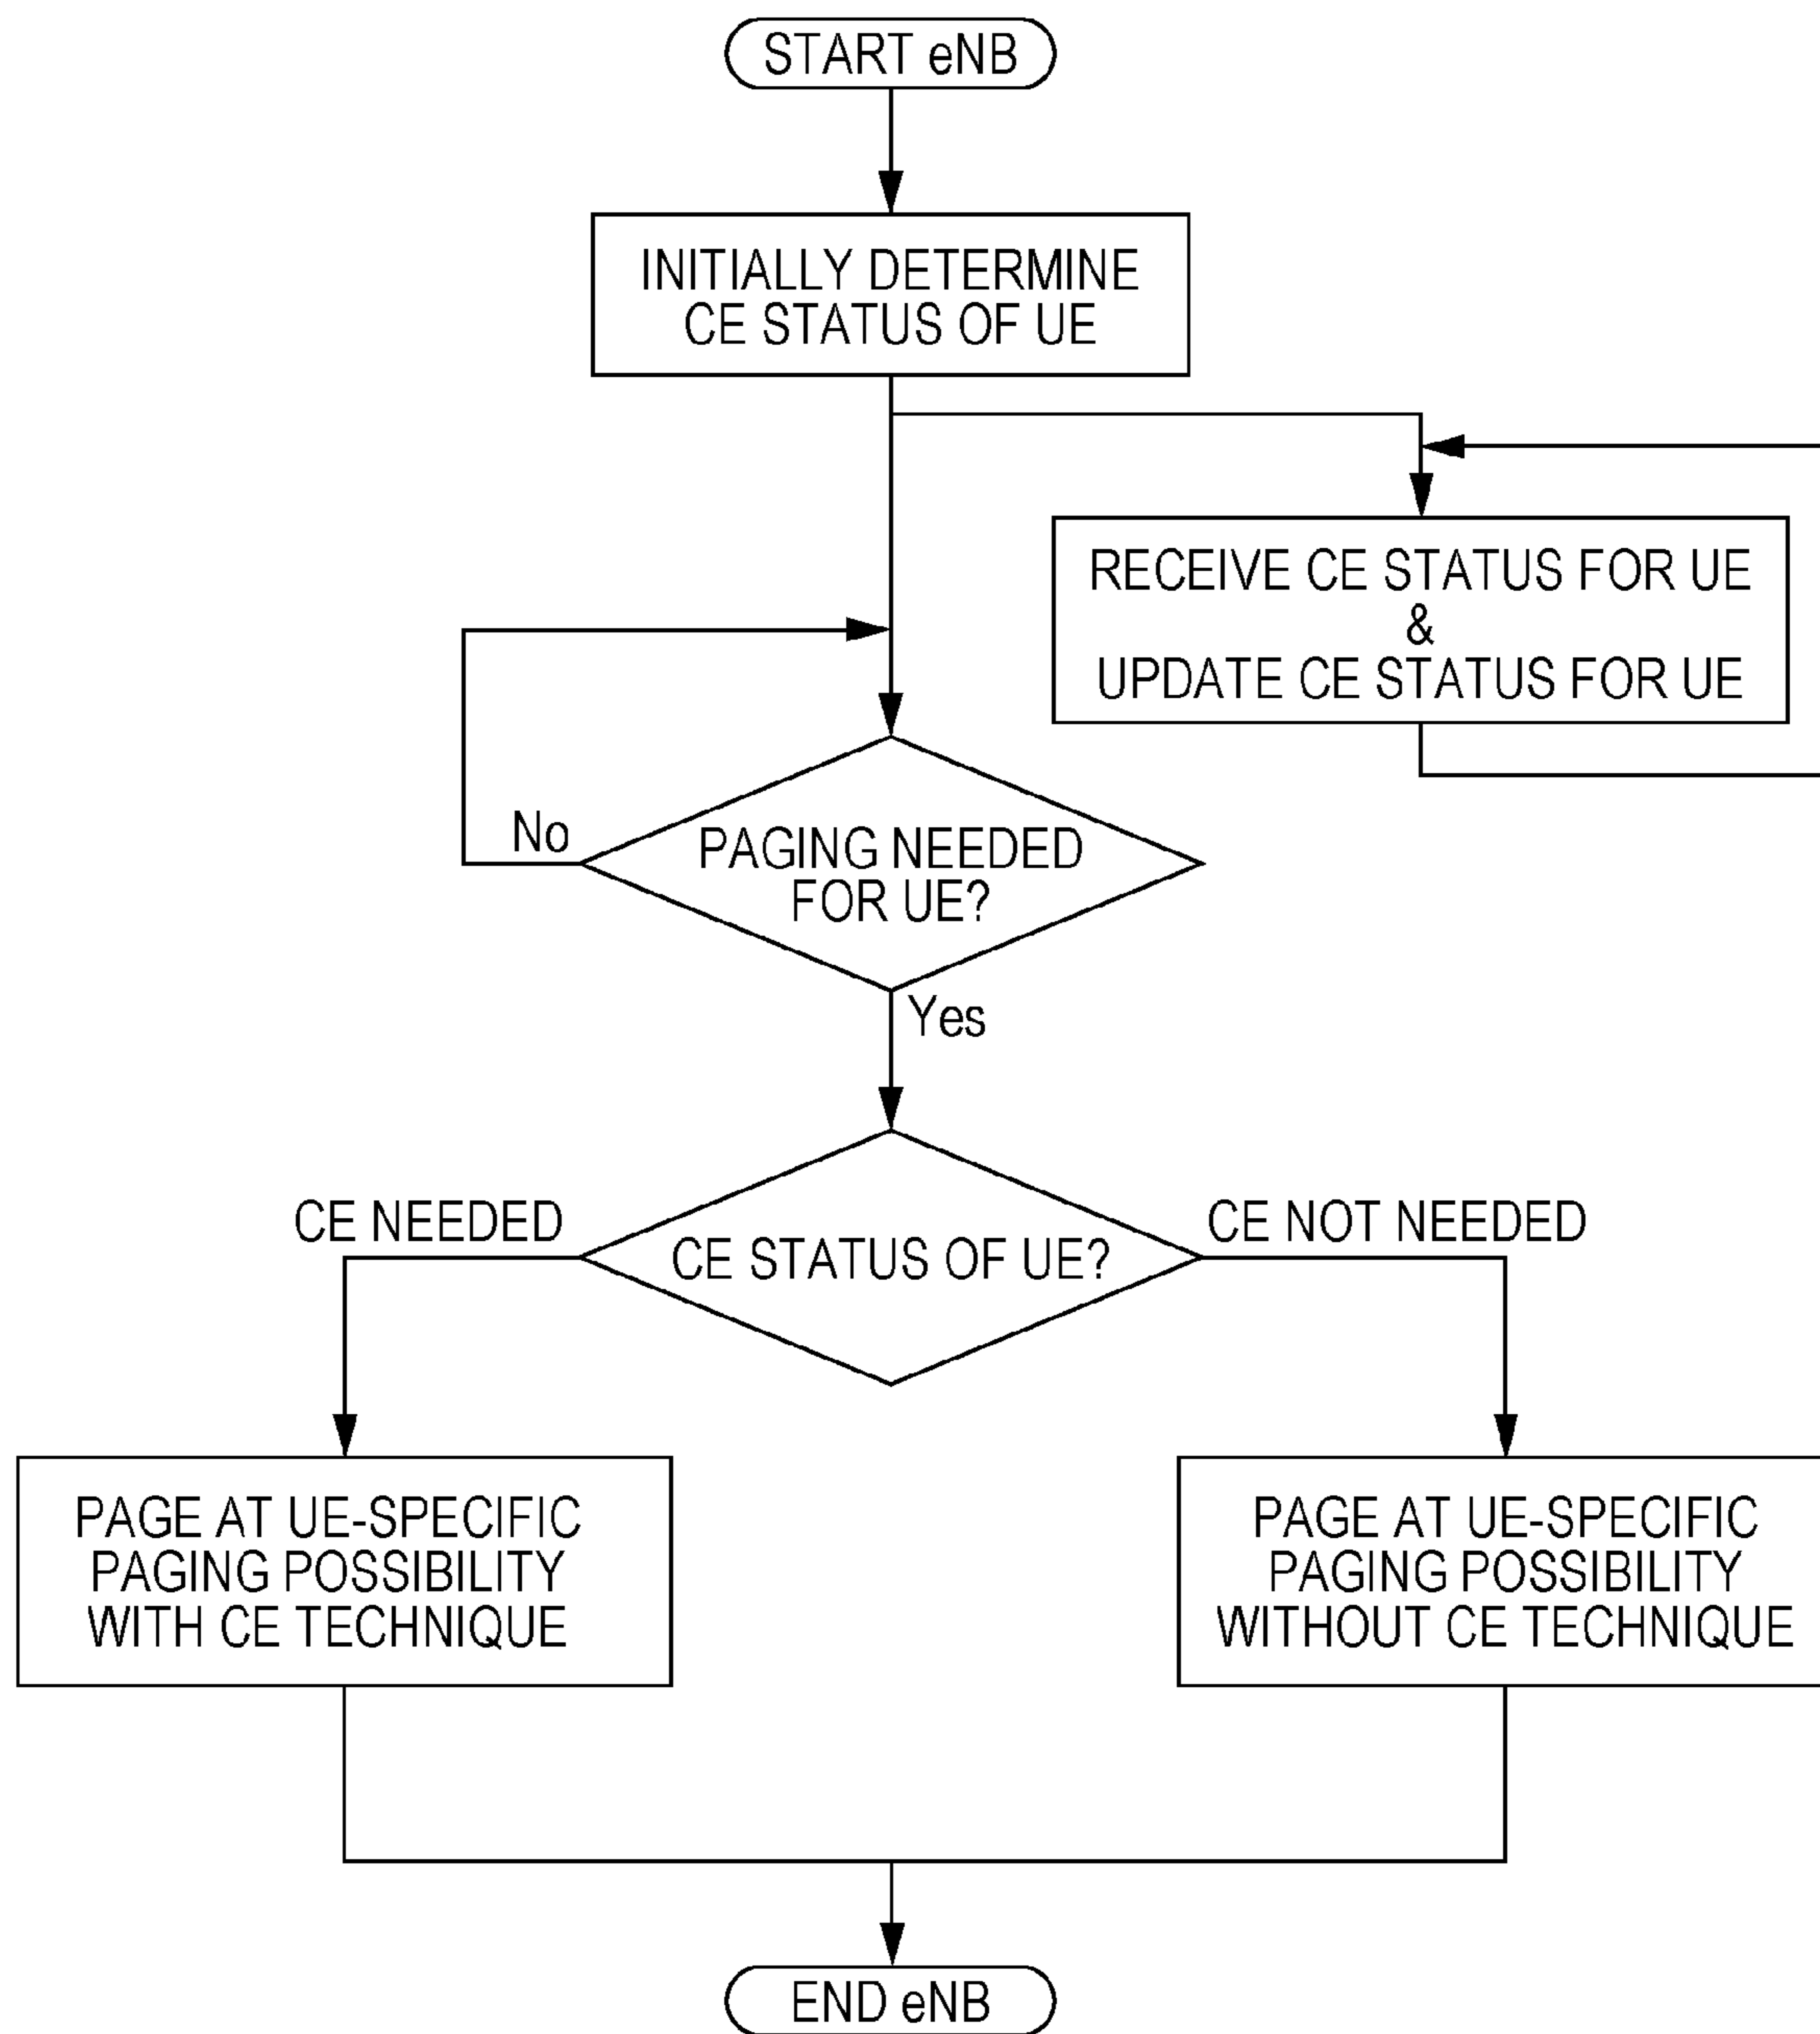 START eNB
INITIALLY DETERMINE
CE STATUS OF UE
RECEIVE CE STATUS FOR UE
&
UPDATE CE STATUS FOR UE
No
PAGING NEEDED
FOR UE?
Yes
CE NEEDED
CE STATUS OF UE?
CE NOT NEEDED
PAGE AT UE-SPECIFIC
PAGING POSSIBILITY
WITH CE TECHNIQUE
PAGE AT UE-SPECIFIC
PAGING POSSIBILITY
WITHOUT CE TECHNIQUE
END eNB